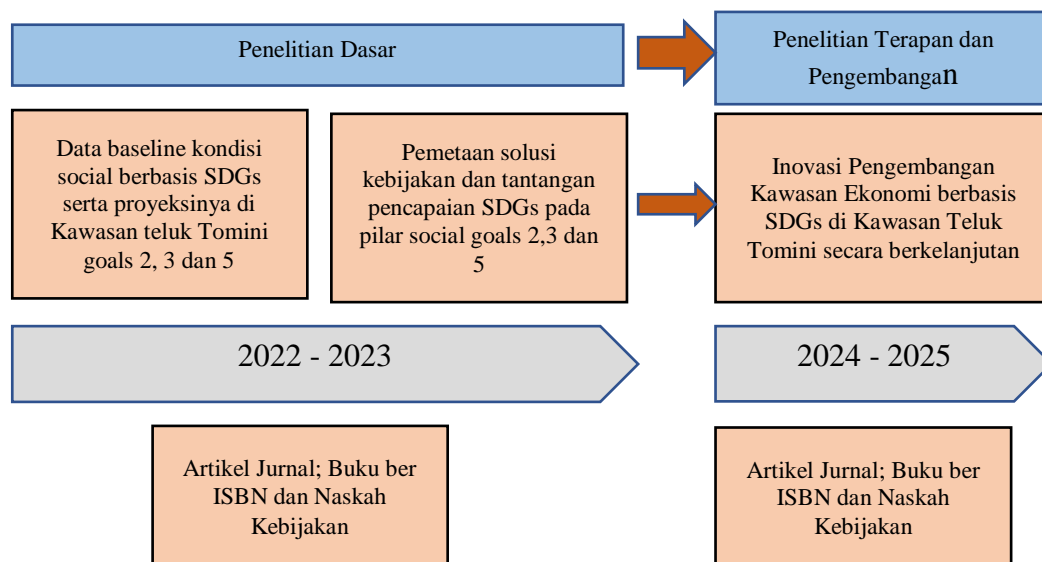 Penelitian Dasar
Penelitian Terapan dan
Pengembangan
Data baseline kondisi
social berbasis SDGs
serta proyeksinya di
Kawasan teluk Tomini
goals 2, 3 dan 5
Pemetaan solusi
kebijakan dan tantangan
pencapaian SDGs pada
pilar social goals 2,3 dan
5
Inovasi Pengembangan
Kawasan Ekonomi berbasis
SDGs di Kawasan Teluk
Tomini secara berkelanjutan
2022 - 2023
2024 - 2025
Artikel Jurnal; Buku ber
ISBN dan Naskah
Kebijakan
Artikel Jurnal; Buku ber
ISBN dan Naskah
Kebijakan